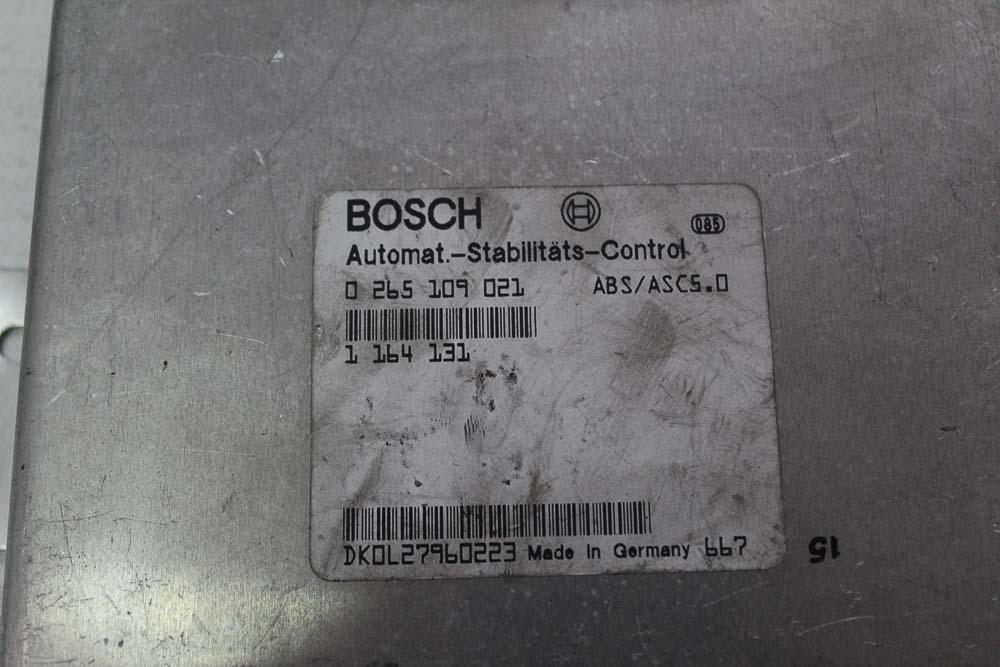 BOSCH
085
Automat.-Stabilitäts-Control
0 265 109 021 ABS/ASC5.0
1 164 131
DKOL27960223 Made in Germany 667
15